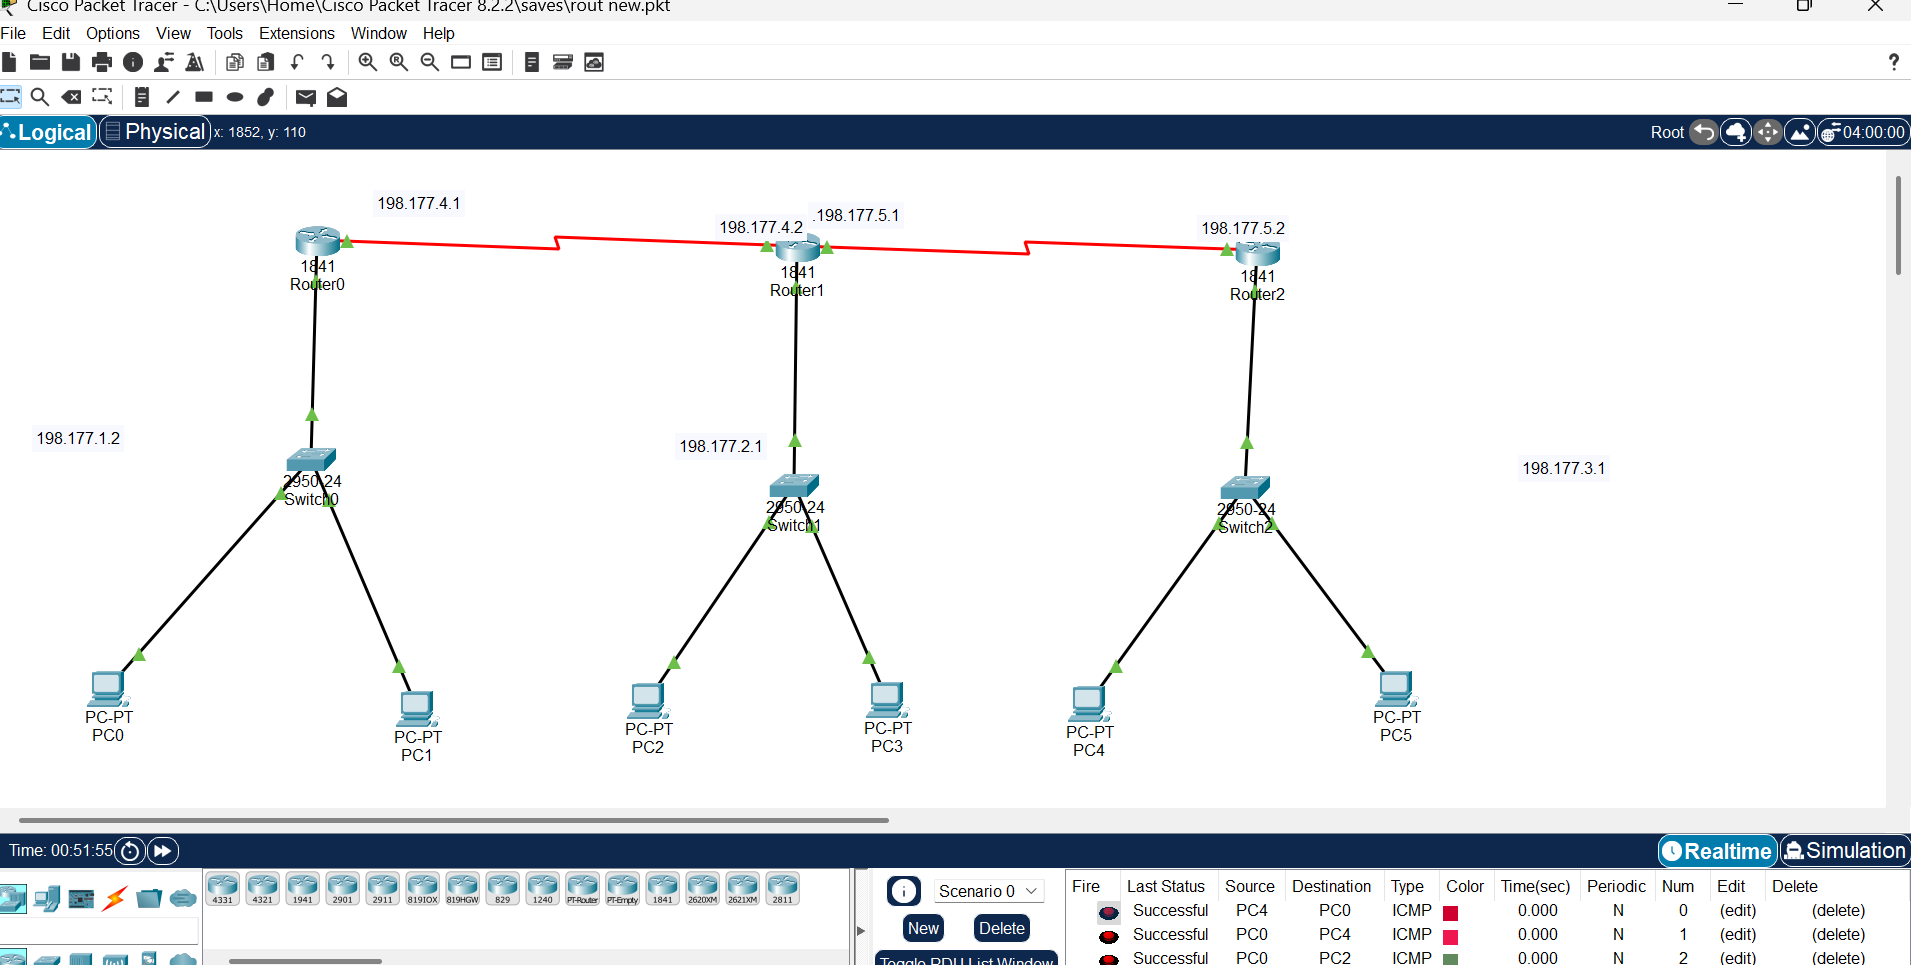 Cisco Packet Tracer - C:\Users\Home\Cisco Packet Tracer 8.2.2\saves\rout new.pkt
File Edit Options View Tools Extensions Window Help
?
Logical Physical x: 1852, y: 110 Root 04:00:00
198.177.4.1
198.177.4.2
.198.177.5.1
198.177.5.2
1841
Router0
1841
Router1
1841
Router2
198.177.1.2
198.177.2.1
198.177.3.1
2950-24
Switch0
2950-24
Switch1
2950-24
Switch2
PC-PT
PC0
PC-PT
PC1
PC-PT
PC2
PC-PT
PC3
PC-PT
PC4
PC-PT
PC5
Time: 00:51:55 Realtime Simulation
4331 4321 1941 2901 2911 819IOX 819HGW 829 1240 PT-Router PT-Empty 1841 2620XM 2621XM 2811
Scenario 0
New Delete
Toggle PDU List Window
Fire Last Status Source Destination Type Color Time(sec) Periodic Num Edit Delete
Successful PC4 PC0 ICMP 0.000 N 0 (edit) (delete)
Successful PC0 PC4 ICMP 0.000 N 1 (edit) (delete)
Successful PC0 PC2 ICMP 0.000 N 2 (edit) (delete)